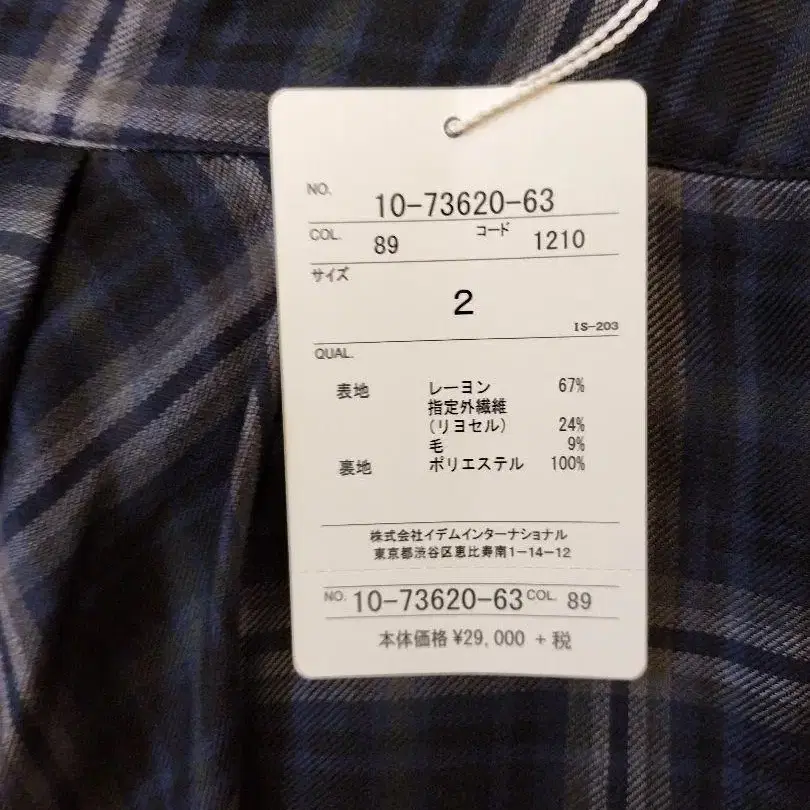 NO. 10-73620-63
COL. 89 コード 1210
サイズ
2
IS-203
QUAL.
表地 レーヨン 67%
指定外繊維
(リヨセル) 24%
毛 9%
裏地 ポリエステル 100%
株式会社イデムインターナショナル
東京都渋谷区恵比寿南1-14-12
NO. 10-73620-63 COL. 89
本体価格 ¥29,000 + 税